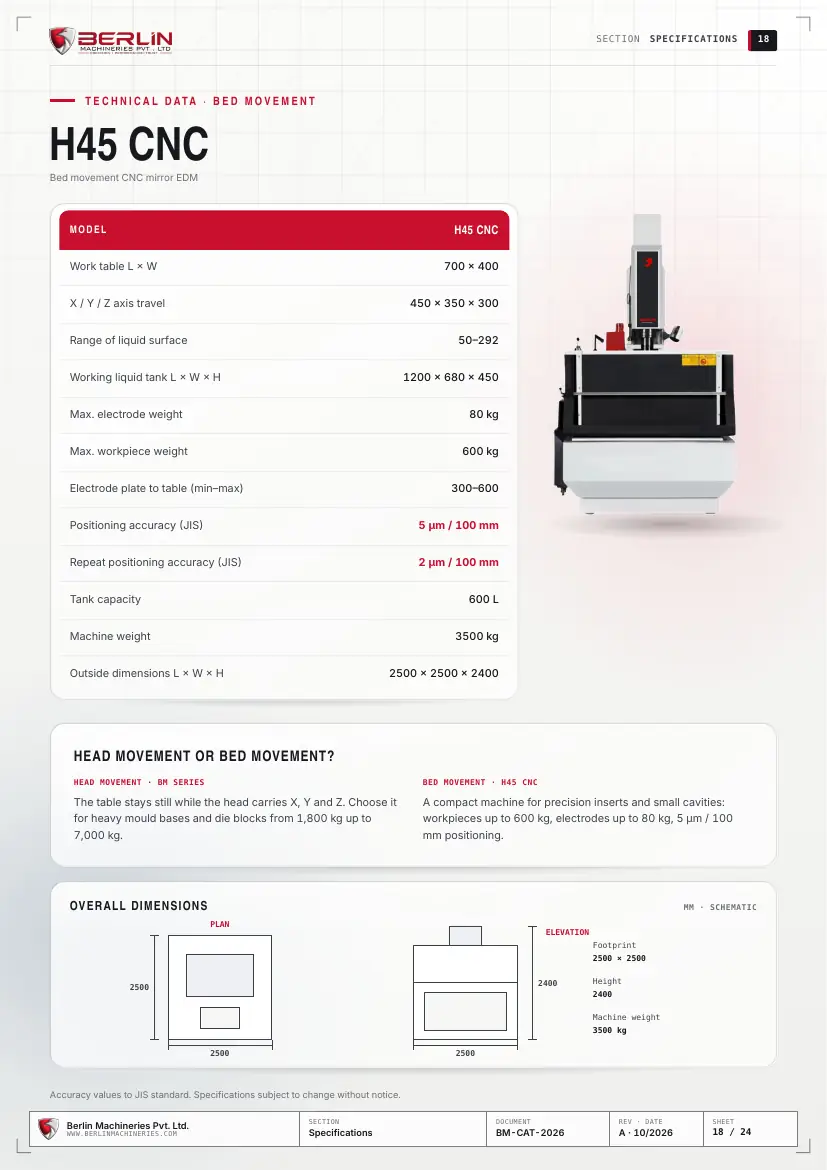 BERLIN
MACHINERIES PVT. LTD
SECTION SPECIFICATIONS 18
TECHNICAL DATA · BED MOVEMENT
H45 CNC
Bed movement CNC mirror EDM
MODEL H45 CNC
Work table L × W 700 × 400
X / Y / Z axis travel 450 × 350 × 300
Range of liquid surface 50–292
Working liquid tank L × W × H 1200 × 680 × 450
Max. electrode weight 80 kg
Max. workpiece weight 600 kg
Electrode plate to table (min–max) 300–600
Positioning accuracy (JIS) 5 μm / 100 mm
Repeat positioning accuracy (JIS) 2 μm / 100 mm
Tank capacity 600 L
Machine weight 3500 kg
Outside dimensions L × W × H 2500 × 2500 × 2400
HEAD MOVEMENT OR BED MOVEMENT?
HEAD MOVEMENT · BM SERIES
The table stays still while the head carries X, Y and Z. Choose it
for heavy mould bases and die blocks from 1,800 kg up to
7,000 kg.
BED MOVEMENT · H45 CNC
A compact machine for precision inserts and small cavities:
workpieces up to 600 kg, electrodes up to 80 kg, 5 μm / 100
mm positioning.
OVERALL DIMENSIONS
MM · SCHEMATIC
PLAN
2500
2500
ELEVATION
2400
2500
Footprint
2500 × 2500
Height
2400
Machine weight
3500 kg
Accuracy values to JIS standard. Specifications subject to change without notice.
Berlin Machineries Pvt. Ltd.
WWW.BERLINMACHINERIES.COM
SECTION
Specifications
DOCUMENT
BM-CAT-2026
REV · DATE
A · 10/2026
SHEET
18 / 24